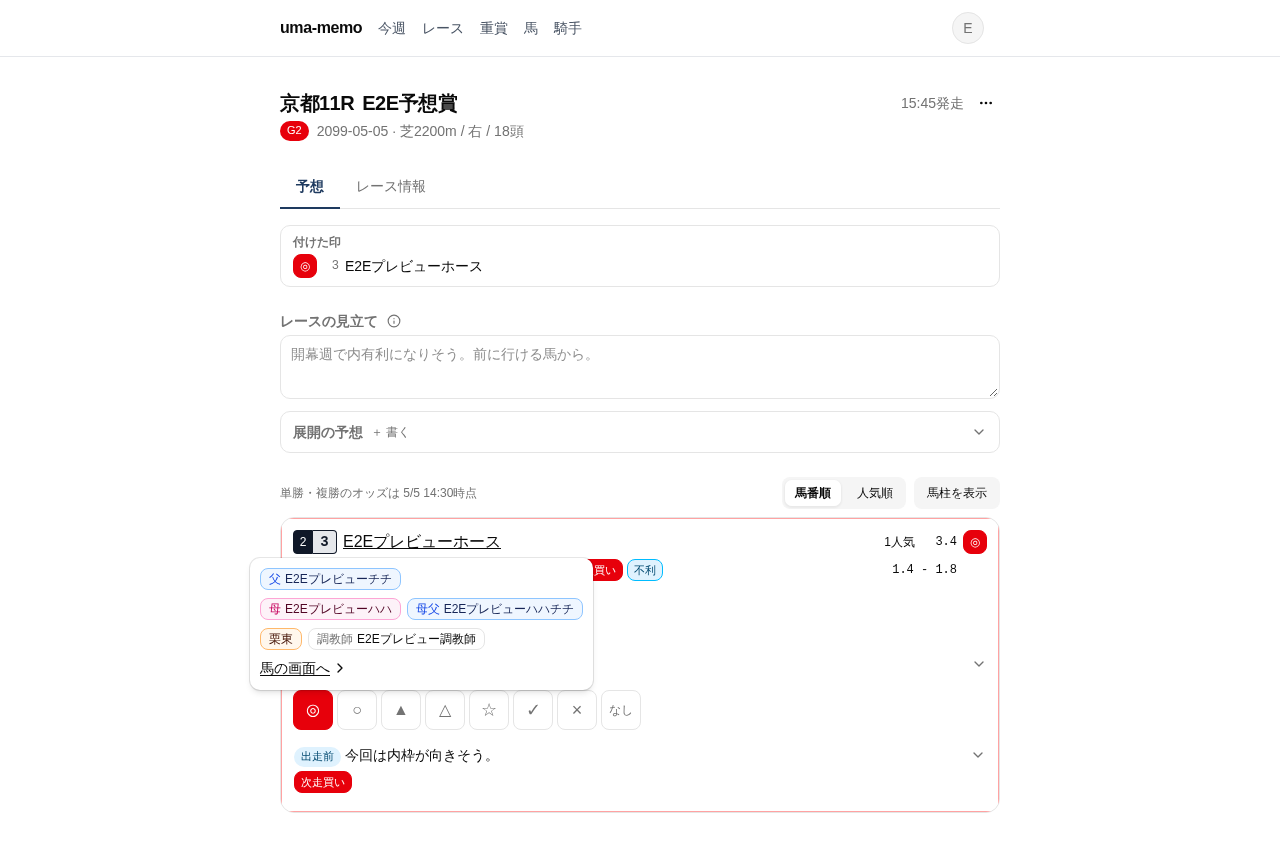 uma-memo 今週 レース 重賞 馬 騎手 E
京都11R E2E予想賞 15:45発走
G2 2099-05-05 · 芝2200m / 右 / 18頭
予想 レース情報
付けた印
◎ 3 E2Eプレビューホース
レースの見立て
開幕週で内有利になりそう。前に行ける馬から。
展開の予想 + 書く
単勝・複勝のオッズは 5/5 14:30時点 馬番順 人気順 馬柱を表示
2 3 E2Eプレビューホース 1人気 3.4 ◎
買い 不利 1.4 - 1.8
父 E2Eプレビューチチ
母 E2Eプレビューハハ 母父 E2Eプレビューハハチチ
栗東 調教師 E2Eプレビュー調教師
馬の画面へ
◎ ○ ▲ △ ☆ ✓ × なし
出走前 今回は内枠が向きそう。
次走買い